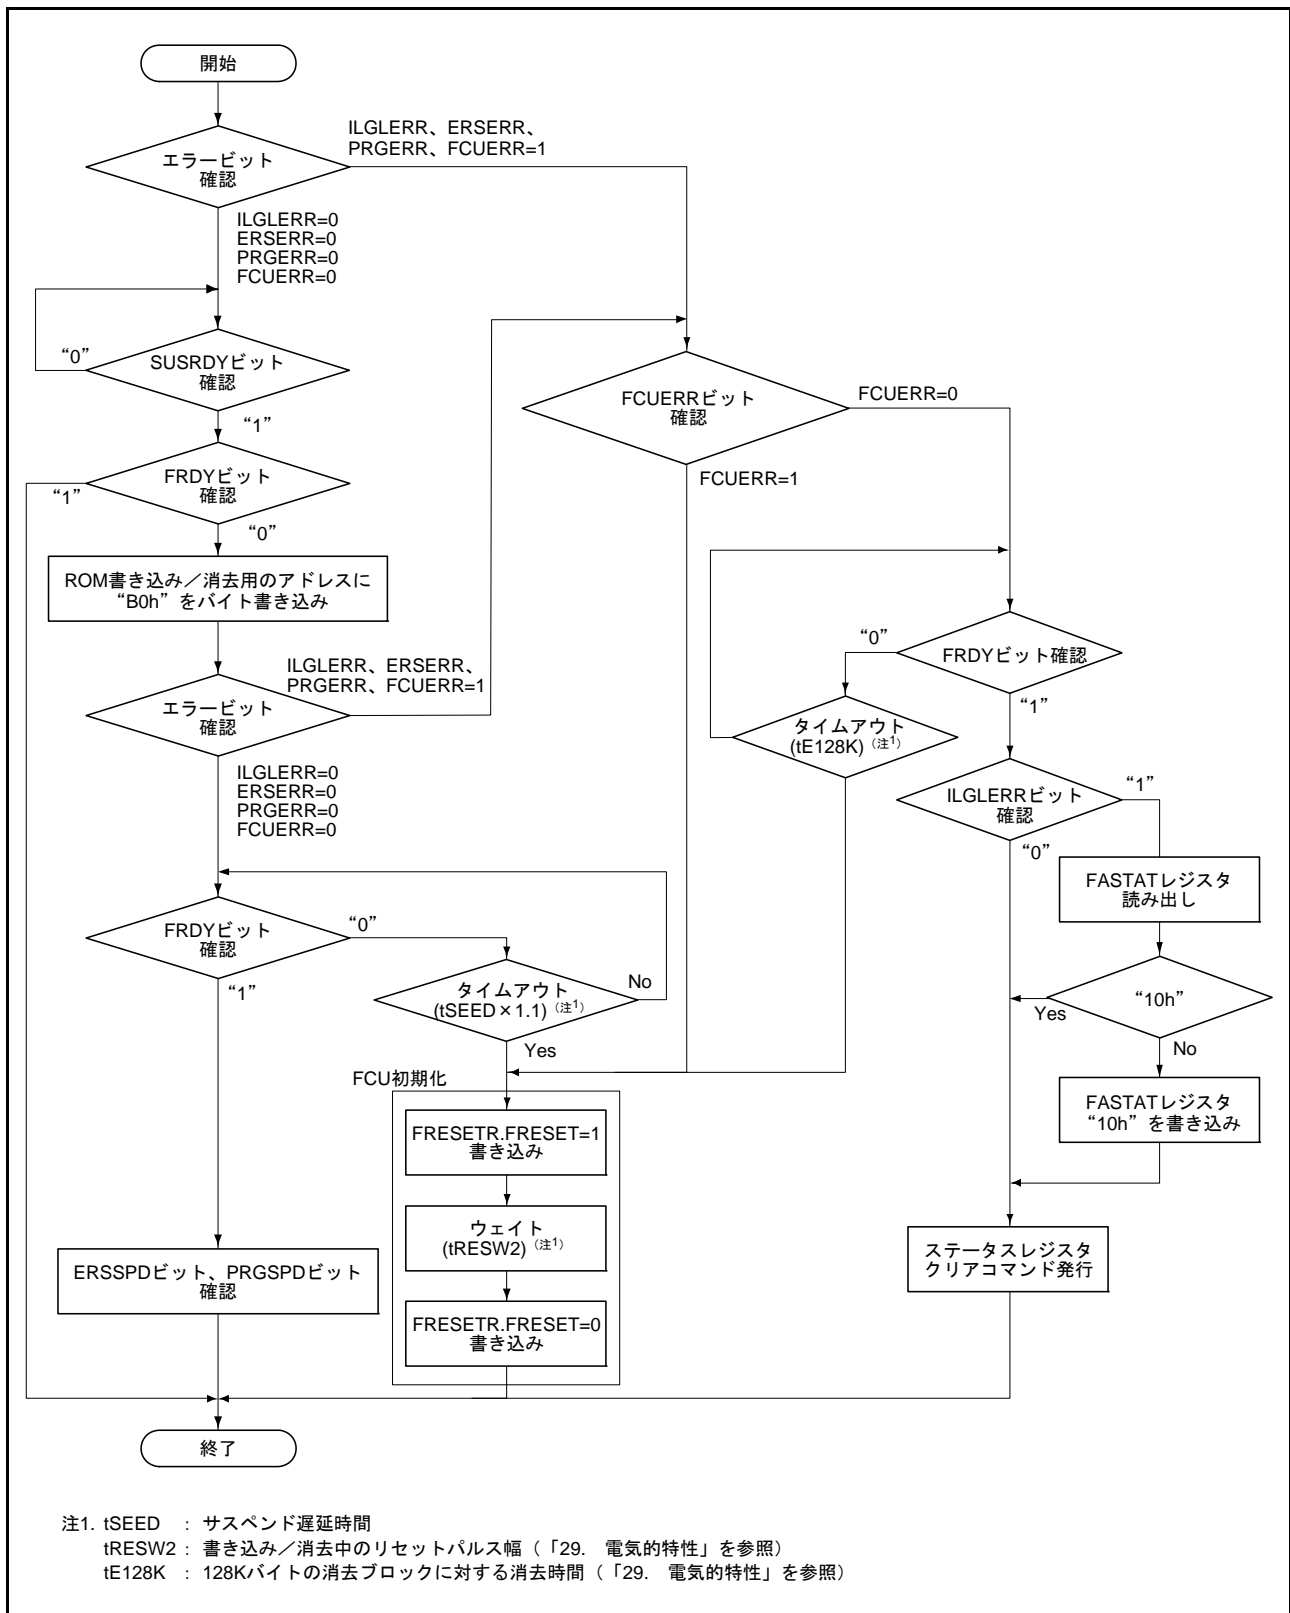 開始
エラービット
確認
ILGLERR、ERSERR、
PRGERR、FCUERR=1
ILGLERR=0
ERSERR=0
PRGERR=0
FCUERR=0
SUSRDYビット
確認
“0”
“1”
FRDYビット
確認
“1”
“0”
ROM書き込み／消去用のアドレスに
“B0h”をバイト書き込み
エラービット
確認
ILGLERR、ERSERR、
PRGERR、FCUERR=1
ILGLERR=0
ERSERR=0
PRGERR=0
FCUERR=0
FRDYビット
確認
“0”
“1”
タイムアウト
(tSEED×1.1)（注1）
No
Yes
FCU初期化
FRESETR.FRESET=1
書き込み
ウェイト
(tRESW2)（注1）
FRESETR.FRESET=0
書き込み
ERSSPDビット、PRGSPDビット
確認
終了
FCUERRビット
確認
FCUERR=0
FCUERR=1
FRDYビット確認
“0”
“1”
タイムアウト
(tE128K)（注1）
ILGLERRビット
確認
“1”
“0”
FASTATレジスタ
読み出し
“10h”
Yes
No
FASTATレジスタ
“10h”を書き込み
ステータスレジスタ
クリアコマンド発行
注1. tSEED : サスペンド遅延時間
tRESW2 : 書き込み／消去中のリセットパルス幅（「29. 電気的特性」を参照）
tE128K : 128Kバイトの消去ブロックに対する消去時間（「29. 電気的特性」を参照）